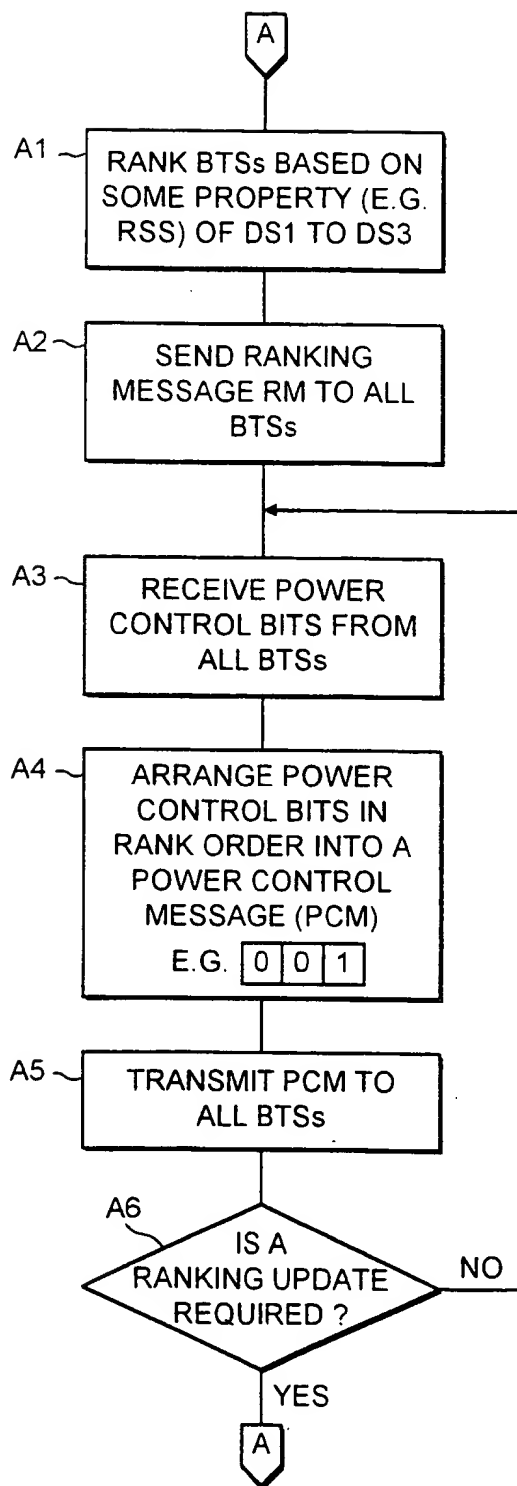 A
A1
RANK BTSs BASED ON
SOME PROPERTY (E.G.
RSS) OF DS1 TO DS3
A2
SEND RANKING
MESSAGE RM TO ALL
BTSs
A3
RECEIVE POWER
CONTROL BITS FROM
ALL BTSs
A4
ARRANGE POWER
CONTROL BITS IN
RANK ORDER INTO A
POWER CONTROL
MESSAGE (PCM)
E.G. 0 0 1
A5
TRANSMIT PCM TO
ALL BTSs
A6
IS A
RANKING UPDATE
REQUIRED ?
NO
YES
A